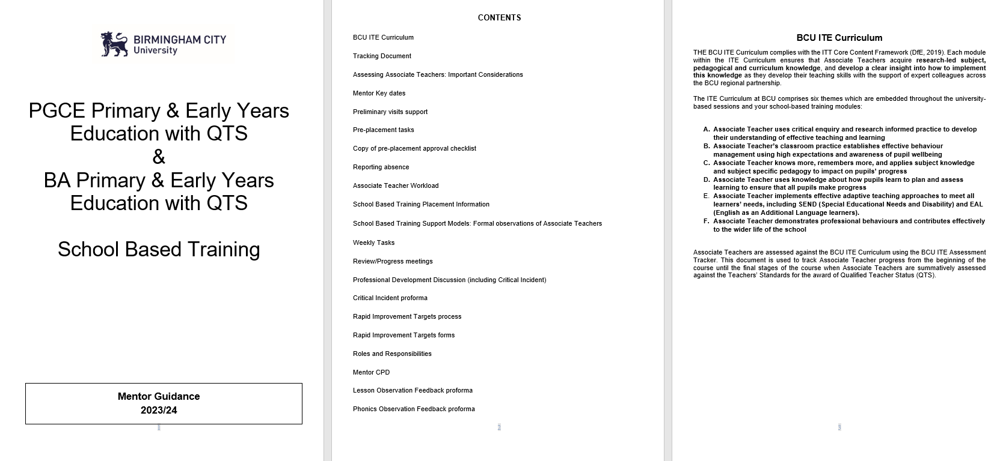 BIRMINGHAM CITY
University
PGCE Primary & Early Years
Education with QTS
&
BA Primary & Early Years
Education with QTS
School Based Training
Mentor Guidance
2023/24
1
CONTENTS
BCU ITE Curriculum
Tracking Document
Assessing Associate Teachers: Important Considerations
Mentor Key dates
Preliminary visits support
Pre-placement tasks
Copy of pre-placement approval checklist
Reporting absence
Associate Teacher Workload
School Based Training Placement Information
School Based Training Support Models: Formal observations of Associate Teachers
Weekly Tasks
Review/Progress meetings
Professional Development Discussion (including Critical Incident)
Critical Incident proforma
Rapid Improvement Targets process
Rapid Improvement Targets forms
Roles and Responsibilities
Mentor CPD
Lesson Observation Feedback proforma
Phonics Observation Feedback proforma
2
BCU ITE Curriculum
THE BCU ITE Curriculum complies with the ITT Core Content Framework (DfE, 2019). Each module
within the ITE Curriculum ensures that Associate Teachers acquire research-led subject,
pedagogical and curriculum knowledge, and develop a clear insight into how to implement
this knowledge as they develop their teaching skills with the support of expert colleagues across
the BCU regional partnership.
The ITE Curriculum at BCU comprises six themes which are embedded throughout the university-
based sessions and your school-based training modules:
A. Associate Teacher uses critical enquiry and research informed practice to develop
their understanding of effective teaching and learning
B. Associate Teacher's classroom practice establishes effective behaviour
management using high expectations and awareness of pupil wellbeing
C. Associate Teacher knows more, remembers more, and applies subject knowledge
and subject specific pedagogy to impact on pupils' progress
D. Associate Teacher uses knowledge about how pupils learn to plan and assess
learning to ensure that all pupils make progress
E. Associate Teacher implements effective adaptive teaching approaches to meet all
learners' needs, including SEND (Special Educational Needs and Disability) and EAL
(English as an Additional Language learners).
F. Associate Teacher demonstrates professional behaviours and contributes effectively
to the wider life of the school
Associate Teachers are assessed against the BCU ITE Curriculum using the BCU ITE Assessment
Tracker. This document is used to track Associate Teacher progress from the beginning of the
course until the final stages of the course when Associate Teachers are summatively assessed
against the Teachers' Standards for the award of Qualified Teacher Status (QTS).
3